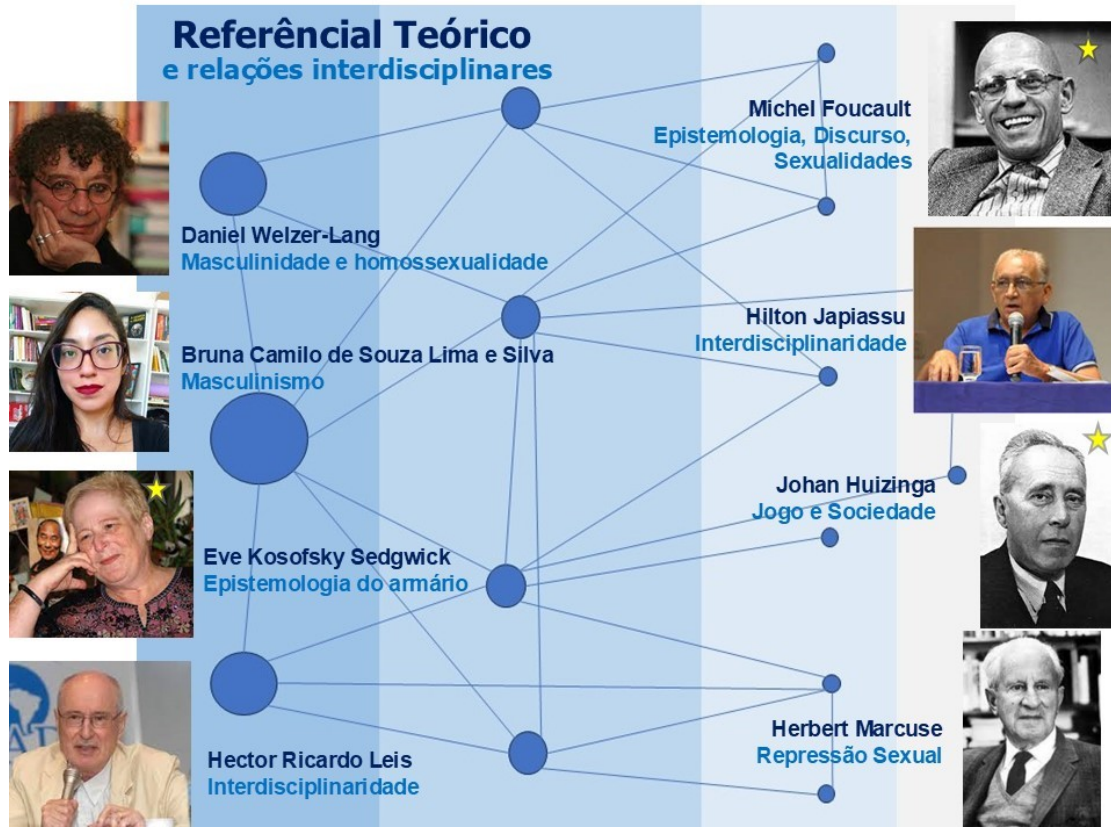 Referêncial Teórico
e relações interdisciplinares
Daniel Welzer-Lang
Masculinidade e homossexualidade
Bruna Camilo de Souza Lima e Silva
Masculinismo
Eve Kosofsky Sedgwick
Epistemologia do armário
Hector Ricardo Leis
Interdisciplinaridade
Michel Foucault
Epistemologia, Discurso,
Sexualidades
Hilton Japiassu
Interdisciplinaridade
Johan Huizinga
Jogo e Sociedade
Herbert Marcuse
Repressão Sexual